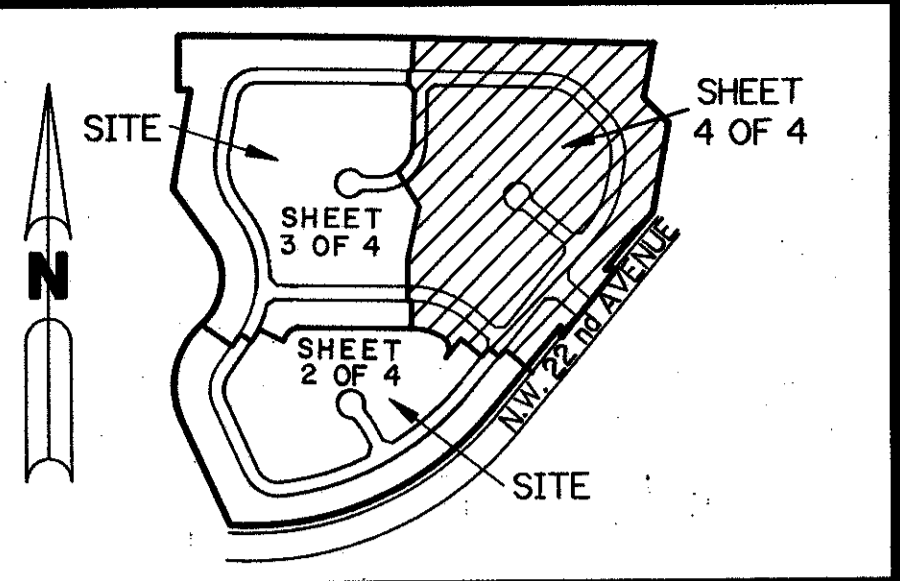 SITE
SHEET
4 OF 4
SHEET
3 OF 4
N
SHEET
2 OF 4
N.W. 22 nd AVENUE
SITE